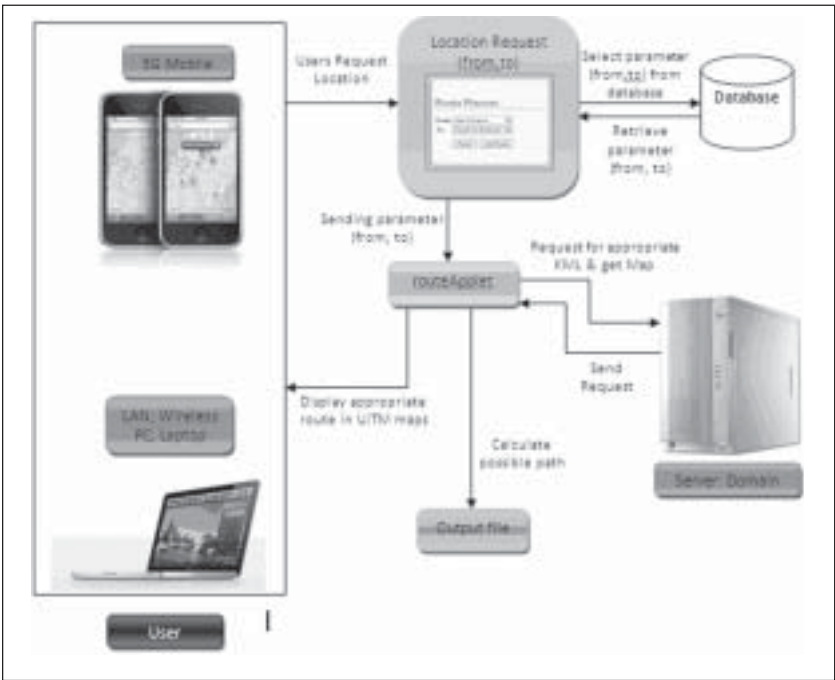 Mobile
Users Request
Location
Location Request
(from,to)
Route Planner
Select parameter
(from,to) from
database
Database
Retrieve
parameter
(from, to)
Sending parameter
(from, to)
Request for appropriate
KML & get Map
routeApplet
Send
Request
Display appropriate
route in UiTM maps
LAN, Wireless
PC, Laptop
Calculate
possible path
Server: Domain
Output file
User